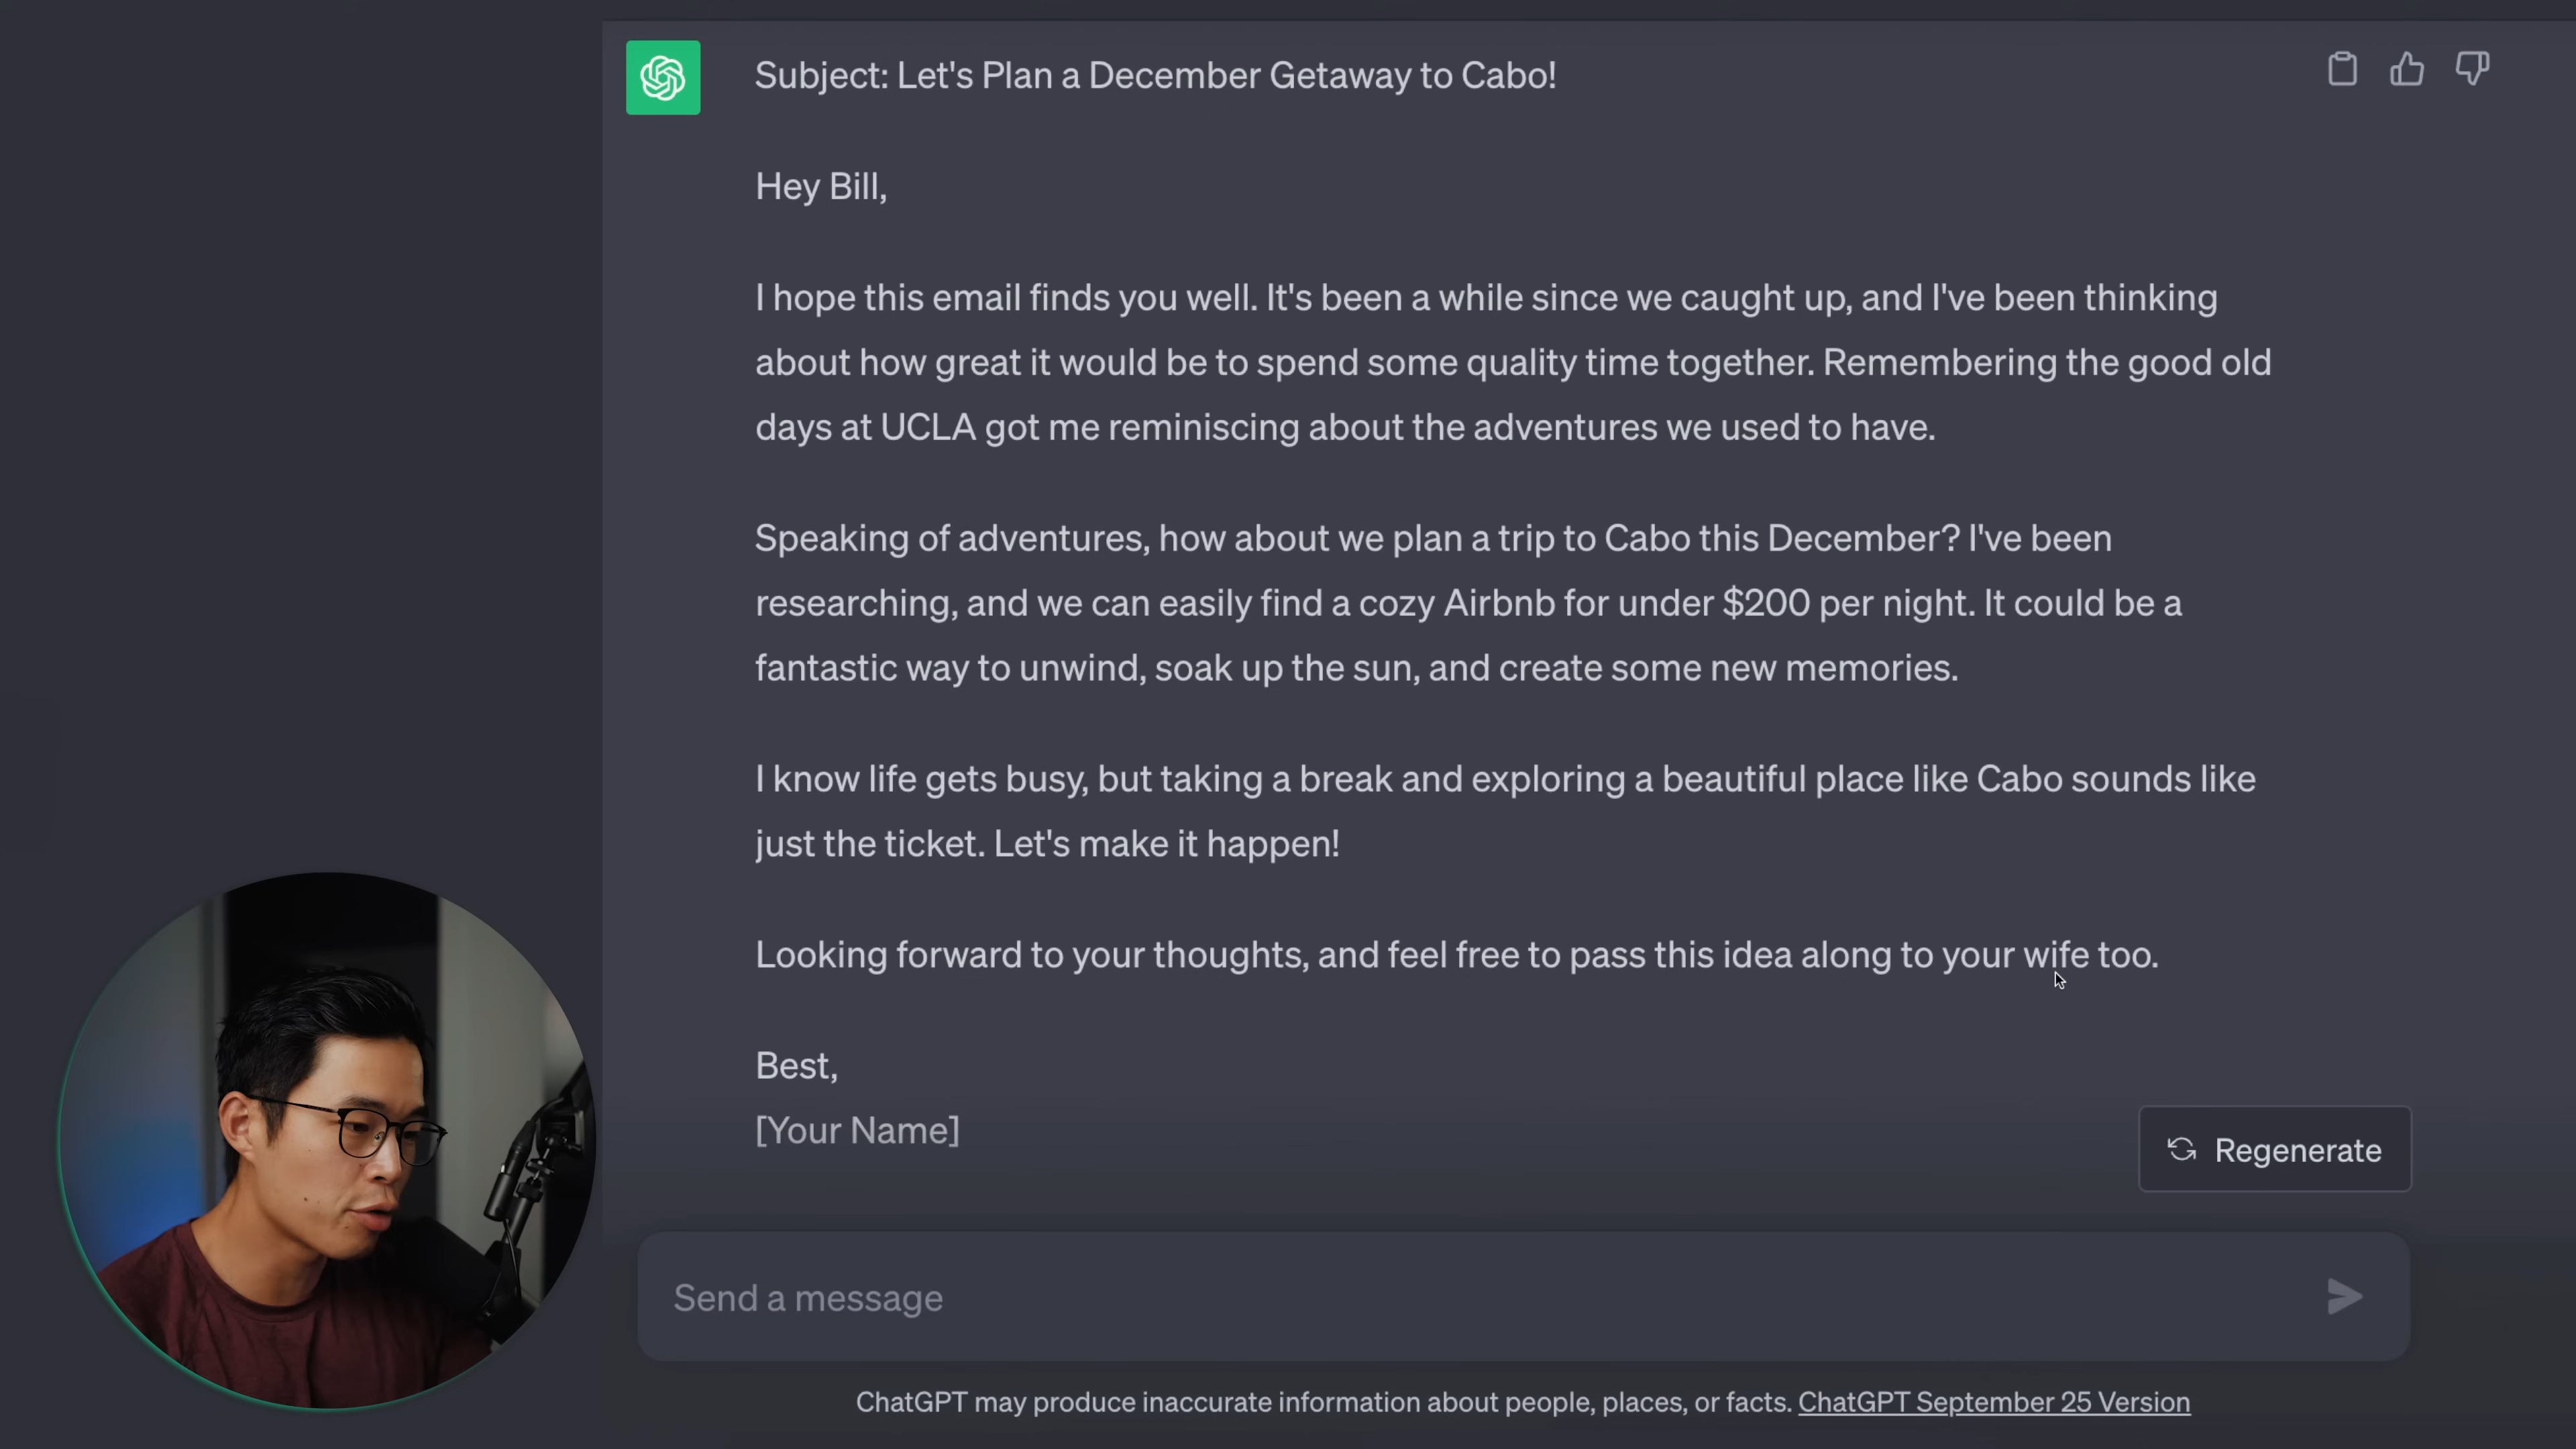 Subject: Let's Plan a December Getaway to Cabo!
Hey Bill,
I hope this email finds you well. It's been a while since we caught up, and I've been thinking
about how great it would be to spend some quality time together. Remembering the good old
days at UCLA got me reminiscing about the adventures we used to have.
Speaking of adventures, how about we plan a trip to Cabo this December? I've been
researching, and we can easily find a cozy Airbnb for under $200 per night. It could be a
fantastic way to unwind, soak up the sun, and create some new memories.
I know life gets busy, but taking a break and exploring a beautiful place like Cabo sounds like
just the ticket. Let's make it happen!
Looking forward to your thoughts, and feel free to pass this idea along to your wife too.
Best,
[Your Name]
Regenerate
Send a message
ChatGPT may produce inaccurate information about people, places, or facts. ChatGPT September 25 Version